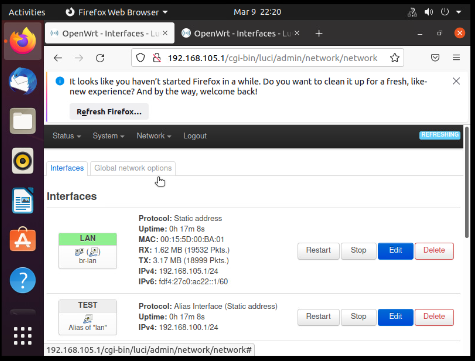 Activities Firefox Web Browser Mar 9 22:20
OpenWrt - Interfaces - Lu OpenWrt - Interfaces - Lu
192.168.105.1/cgi-bin/luci/admin/network/network
It looks like you haven't started Firefox in a while. Do you want to clean it up for a fresh, like-
new experience? And by the way, welcome back!
Refresh Firefox...
Status System Network Logout REFRESHING
Interfaces Global network options
Interfaces
LAN
br-lan
Protocol: Static address
Uptime: 0h 17m 8s
MAC: 00:15:5D:00:BA:01
RX: 1.62 MB (19532 Pkts.)
TX: 3.17 MB (18999 Pkts.)
IPv4: 192.168.105.1/24
IPv6: fdf4:27c0:ac22::1/60
Restart Stop Edit Delete
TEST
Alias of "lan"
Protocol: Alias Interface (Static address)
Uptime: 0h 17m 8s
IPv4: 192.168.100.1/24
Restart Stop Edit Delete
192.168.105.1/cgi-bin/luci/admin/network/network#